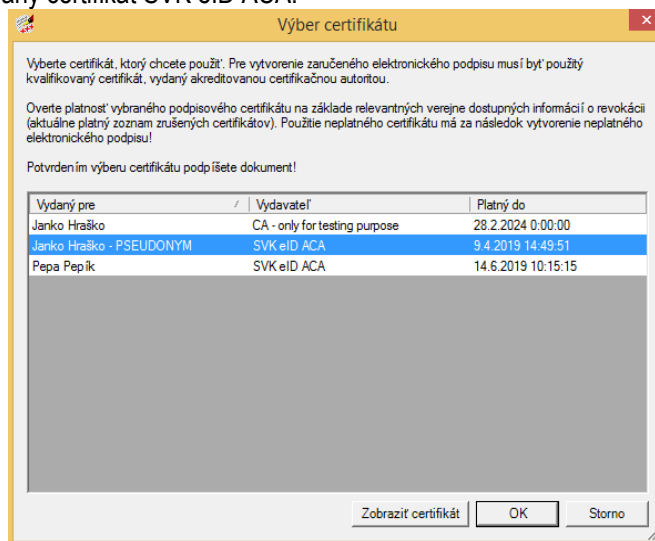 aný certifikát SVK eID ACA.
Výber certifikátu
Vyberte certifikát, ktorý chcete použiť. Pre vytvorenie zaručeného elektronického podpisu musí byť použitý
kvalifikovaný certifikát, vydaný akreditovanou certifikačnou autoritou.
Overte platnosť vybraného podpisového certifikátu na základe relevantných verejne dostupných informácií o revokácii
(aktuálne platný zoznam zrušených certifikátov). Použitie neplatného certifikátu má za následok vytvorenie neplatného
elektronického podpisu!
Potvrdením výberu certifikátu podpíšete dokument!
Vydaný pre / Vydavateľ Platný do
Janko Hraško CA - only for testing purpose 28.2.2024 0:00:00
Janko Hraško - PSEUDONYM SVK eID ACA 9.4.2019 14:49:51
Pepa Pepík SVK eID ACA 14.6.2019 10:15:15
Zobraziť certifikát OK Storno